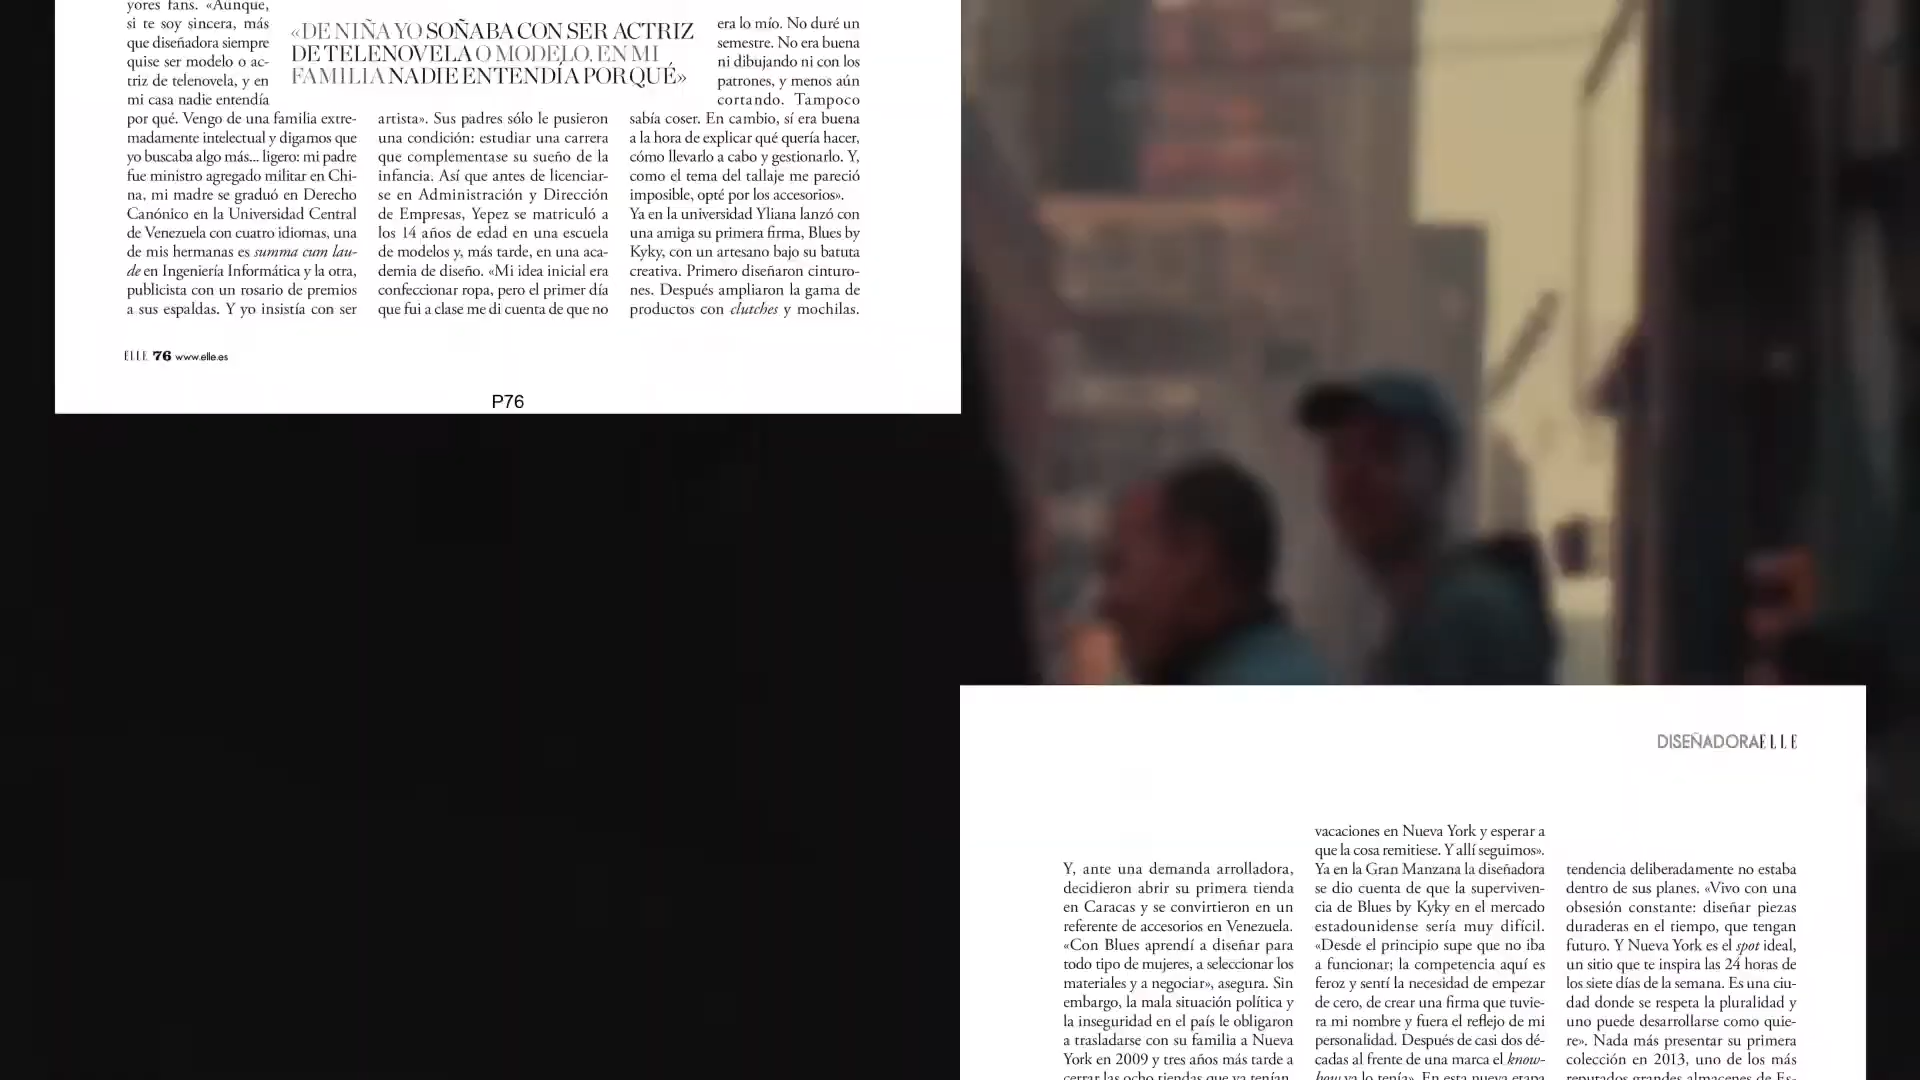 yores fans. «Aunque,
si te soy sincera, más
que diseñadora siempre
quise ser modelo o ac-
triz de telenovela, y en
mi casa nadie entendía
por qué. Vengo de una familia extre-
madamente intelectual y digamos que
yo buscaba algo más... ligero: mi padre
fue ministro agregado militar en Chi-
na, mi madre se graduó en Derecho
Canónico en la Universidad Central
de Venezuela con cuatro idiomas, una
de mis hermanas es summa cum lau-
de en Ingeniería Informática y la otra,
publicista con un rosario de premios
a sus espaldas. Y yo insistía con ser
«DE NIÑA YO SOÑABA CON SER ACTRIZ
DE TELENOVELA O MODELO. EN MI
FAMILIA NADIE ENTENDÍA POR QUÉ»
artista». Sus padres sólo le pusieron
una condición: estudiar una carrera
que complementase su sueño de la
infancia. Así que antes de licenciar-
se en Administración y Dirección
de Empresas, Yepez se matriculó a
los 14 años de edad en una escuela
de modelos y, más tarde, en una aca-
demia de diseño. «Mi idea inicial era
confeccionar ropa, pero el primer día
que fui a clase me di cuenta de que no
era lo mío. No duré un
semestre. No era buena
ni dibujando ni con los
patrones, y menos aún
cortando. Tampoco
sabía coser. En cambio, sí era buena
a la hora de explicar qué quería hacer,
cómo llevarlo a cabo y gestionarlo. Y,
como el tema del tallaje me pareció
imposible, opté por los accesorios».
Ya en la universidad Yliana lanzó con
una amiga su primera firma, Blues by
Kyky, con un artesano bajo su batuta
creativa. Primero diseñaron cinturo-
nes. Después ampliaron la gama de
productos con clutches y mochilas.
ELLE 76 www.elle.es
P76
DISEÑADORAELLE
Y, ante una demanda arrolladora,
decidieron abrir su primera tienda
en Caracas y se convirtieron en un
referente de accesorios en Venezuela.
«Con Blues aprendí a diseñar para
todo tipo de mujeres, a seleccionar los
materiales y a negociar», asegura. Sin
embargo, la mala situación política y
la inseguridad en el país le obligaron
a trasladarse con su familia a Nueva
York en 2009 y tres años más tarde a
cerrar las ocho tiendas que ya tenían.
vacaciones en Nueva York y esperar a
que la cosa remitiese. Y allí seguimos».
Ya en la Gran Manzana la diseñadora
se dio cuenta de que la superviven-
cia de Blues by Kyky en el mercado
estadounidense sería muy difícil.
«Desde el principio supe que no iba
a funcionar; la competencia aquí es
feroz y sentí la necesidad de empezar
de cero, de crear una firma que tuvie-
ra mi nombre y fuera el reflejo de mi
personalidad. Después de casi dos dé-
cadas al frente de una marca el know-
how ya lo tenía». En esta nueva etapa
tendencia deliberadamente no estaba
dentro de sus planes. «Vivo con una
obsesión constante: diseñar piezas
duraderas en el tiempo, que tengan
futuro. Y Nueva York es el spot ideal,
un sitio que te inspira las 24 horas de
los siete días de la semana. Es una ciu-
dad donde se respeta la pluralidad y
uno puede desarrollarse como quie-
re». Nada más presentar su primera
colección en 2013, uno de los más
reputados grandes almacenes de Es-